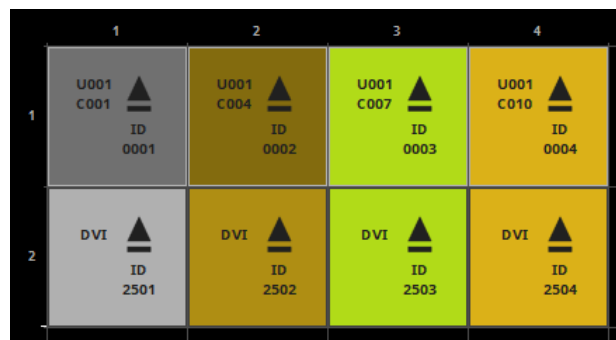 1 2 3 4
1
U001 U001 U001 U001
C001 C004 C007 C010
ID ID ID ID
0001 0002 0003 0004
2
DVI DVI DVI DVI
ID ID ID ID
2501 2502 2503 2504